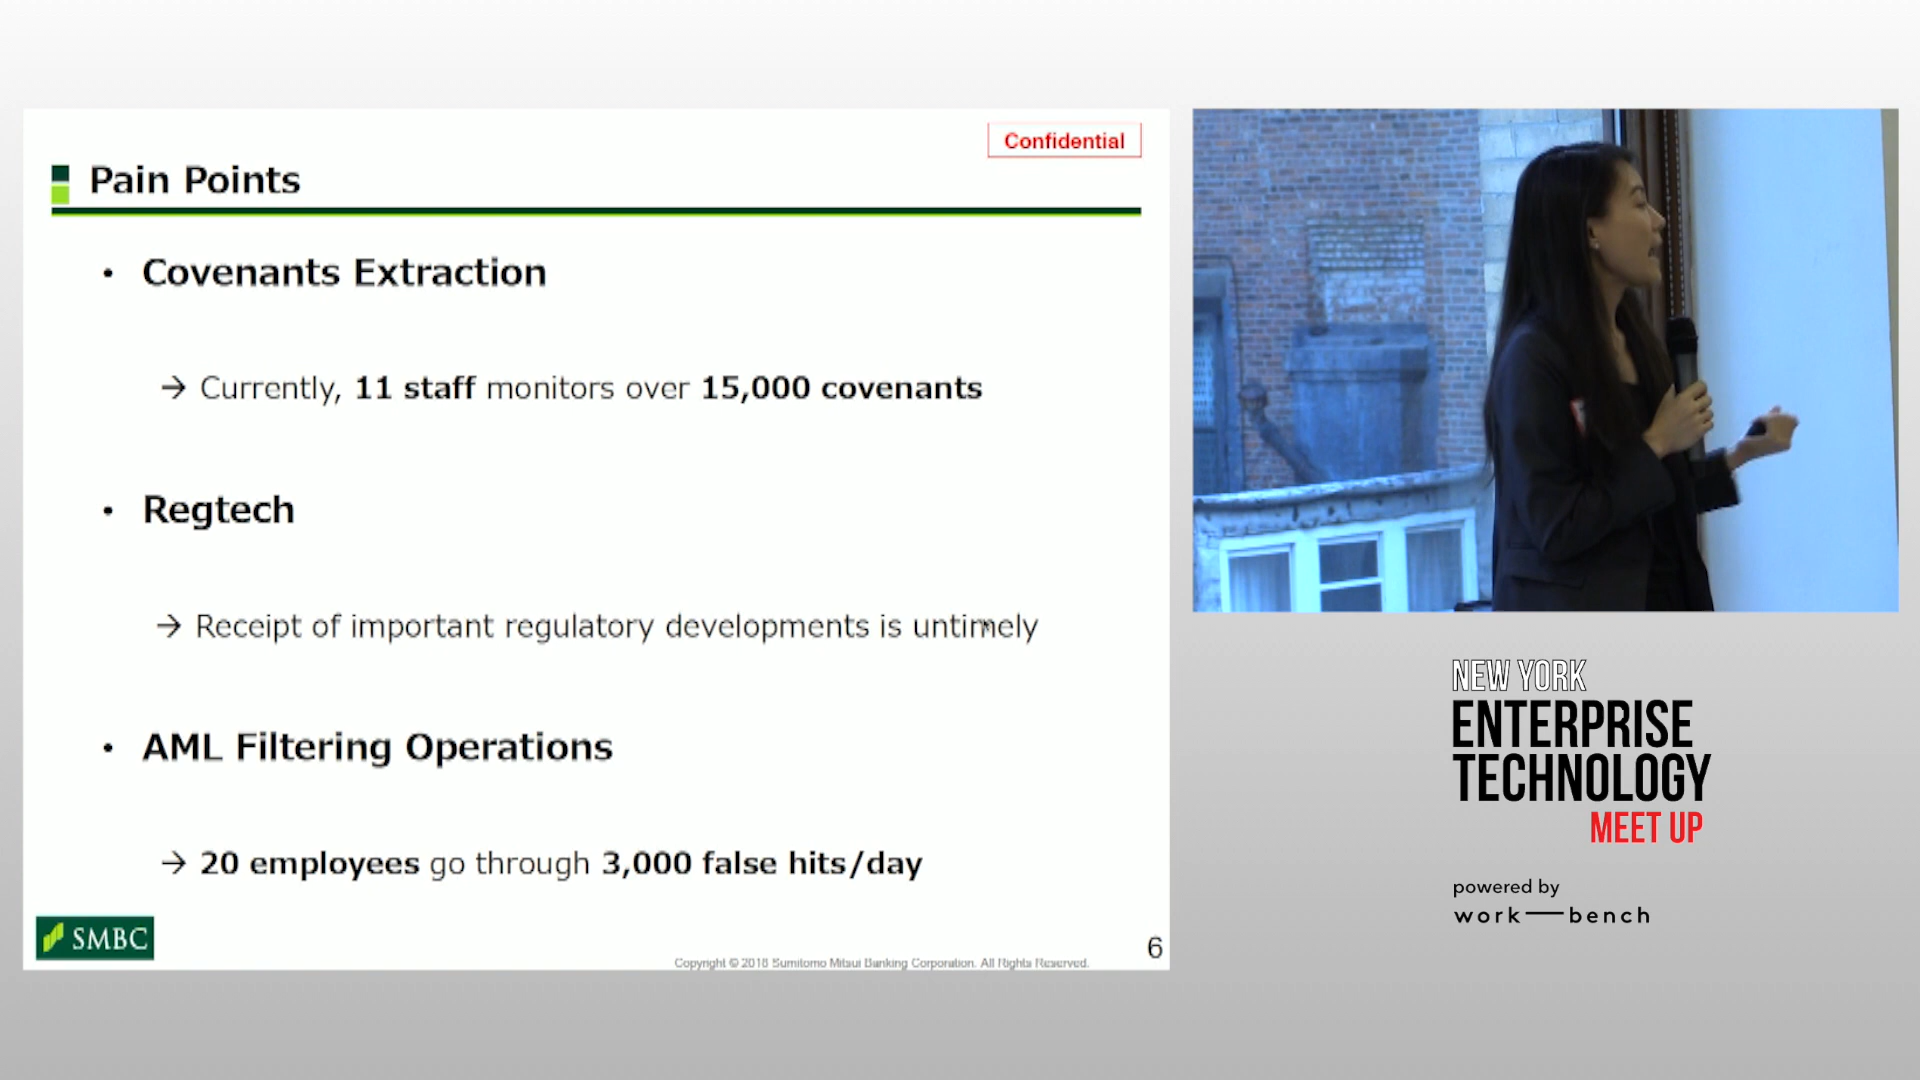 Confidential
Pain Points
• Covenants Extraction
→ Currently, 11 staff monitors over 15,000 covenants
• Regtech
→ Receipt of important regulatory developments is untimely
• AML Filtering Operations
→ 20 employees go through 3,000 false hits/day
SMBC
Copyright © 2018 Sumitomo Mitsui Banking Corporation. All Rights Reserved.
6
NEW YORK
ENTERPRISE
TECHNOLOGY
MEET UP
powered by
work—bench